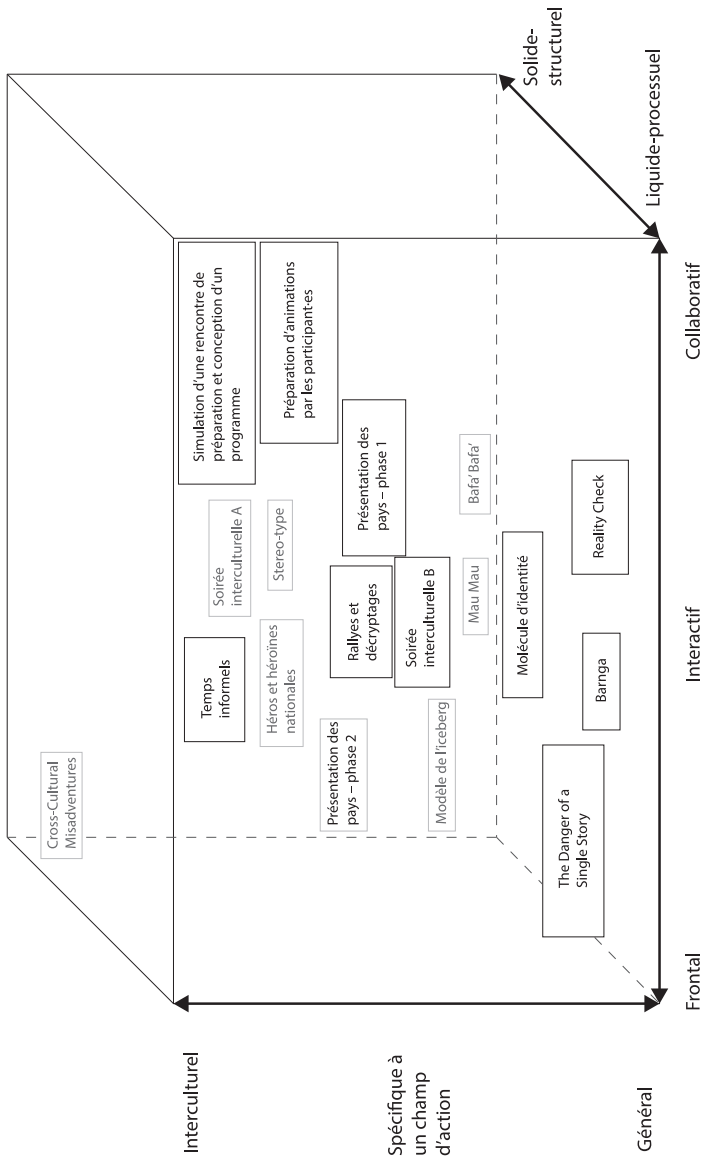 Cross-Cultural
Misadventures
Interculturel
Temps
informels
Soirée
interculturelle A
Simulation d’une rencontre de
préparation et conception d’un
programme
Héros et héroïnes
nationales
Stereo-type
Préparation d’animations
par les participant·es
Présentation des
pays – phase 2
Rallyes et
décryptages
Présentation des
pays – phase 1
Spécifique à
un champ
d’action
Soirée
interculturelle B
Modèle de l’iceberg
Mau Mau
Bafa’ Bafa’
Solide-
structurel
Molécule d’identité
The Danger of a
Single Story
Barnga
Reality Check
Liquide-processuel
Général
Frontal
Interactif
Collaboratif